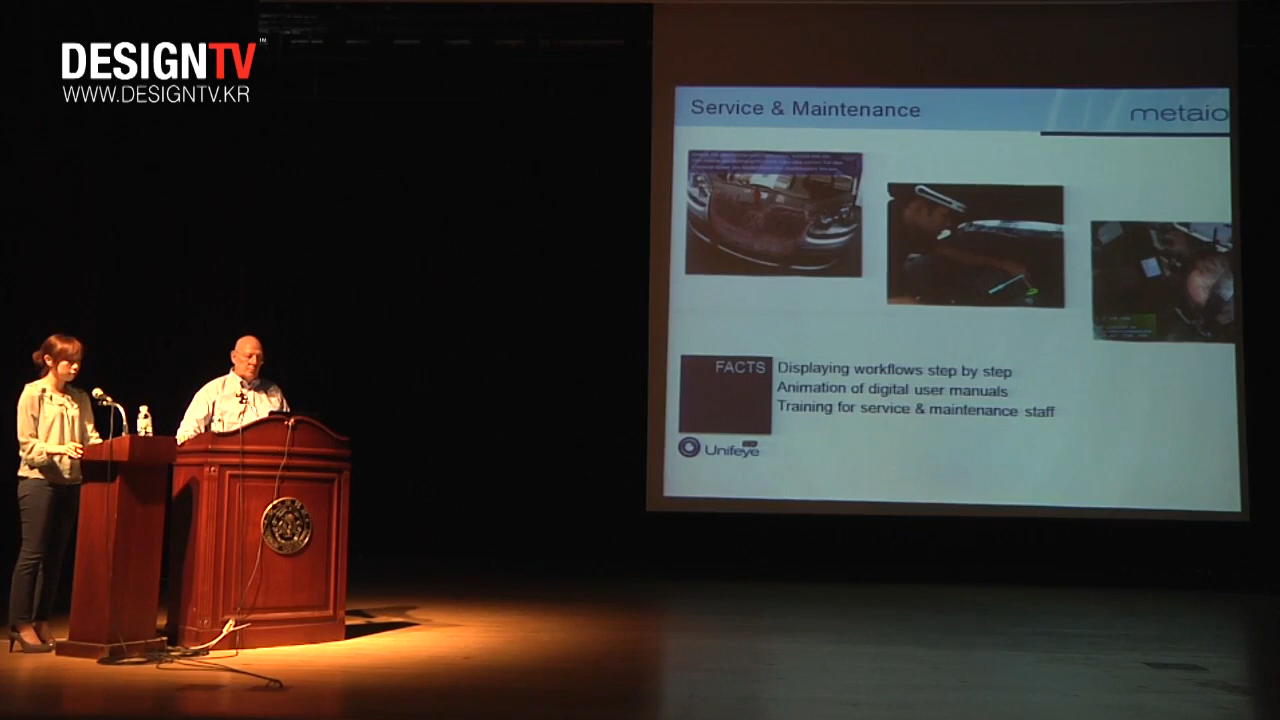 DESIGNTV™
WWW.DESIGNTV.KR
Service & Maintenance
metaio
FACTS
Displaying workflows step by step
Animation of digital user manuals
Training for service & maintenance staff
Unifeye